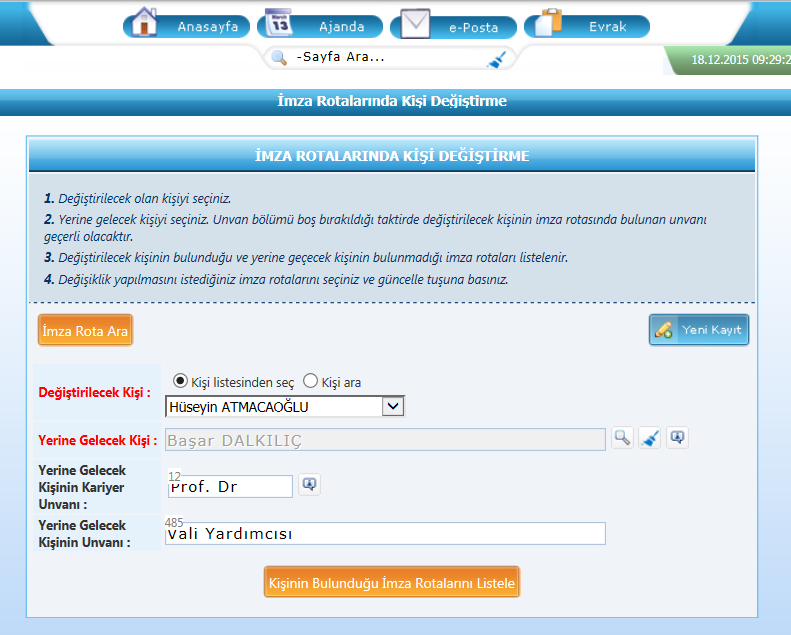 Anasayfa
13
Ajanda
e-Posta
Evrak
-Sayfa Ara...
18.12.2015 09:29:2
İmza Rotalarında Kişi Değiştirme
İMZA ROTALARINDA KİŞİ DEĞİŞTİRME
1. Değiştirilecek olan kişiyi seçiniz.
2. Yerine gelecek kişiyi seçiniz. Unvan bölümü boş bırakıldığı taktirde değiştirilecek kişinin imza rotasında bulunan unvanı
geçerli olacaktır.
3. Değiştirilecek kişinin bulunduğu ve yerine geçecek kişinin bulunmadığı imza rotaları listelenir.
4. Değişiklik yapılmasını istediğiniz imza rotalarını seçiniz ve güncelle tuşuna basınız.
İmza Rota Ara
Yeni Kayıt
Değiştirilecek Kişi :
Kişi listesinden seç
Kişi ara
Hüseyin ATMACAOĞLU
Yerine Gelecek Kişi :
Başar DALKILIÇ
Yerine Gelecek
Kişinin Kariyer
Unvanı :
12
Prof. Dr
Yerine Gelecek
Kişinin Unvanı :
485
Vali Yardımcısı
Kişinin Bulunduğu İmza Rotalarını Listele